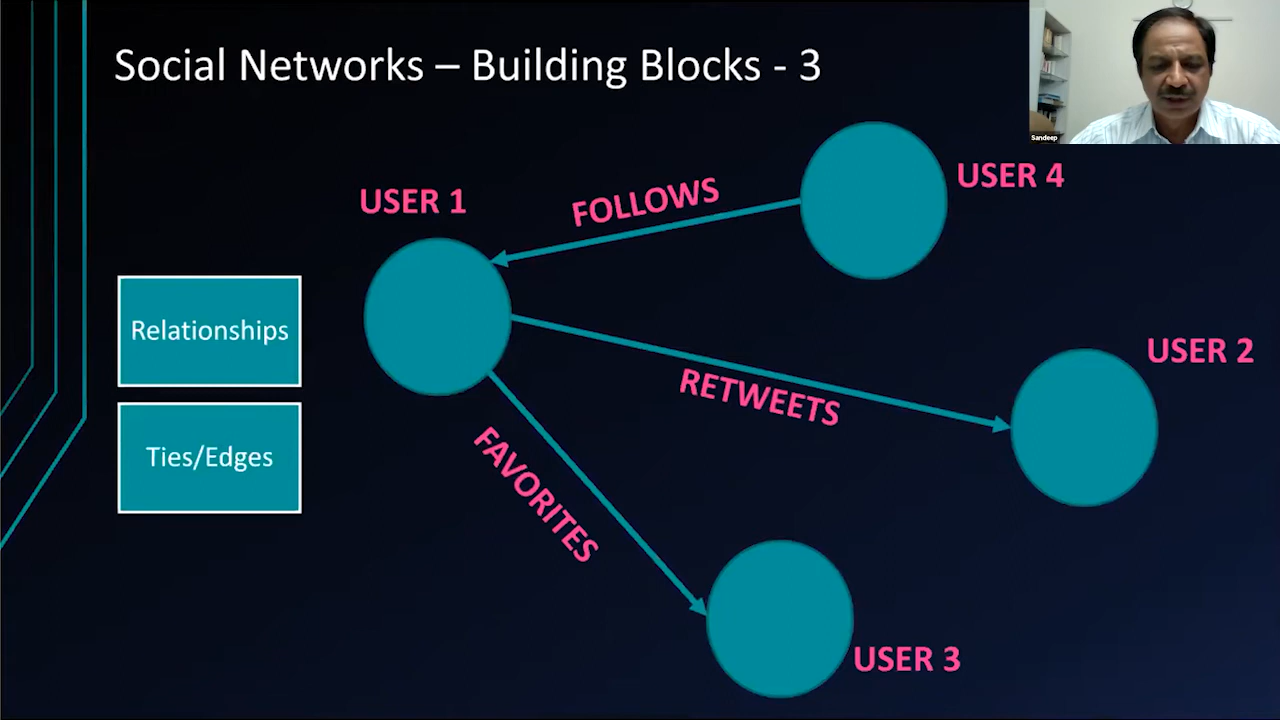 Social Networks – Building Blocks - 3
Sandeep
USER 4
FOLLOWS
USER 1
Relationships
USER 2
RETWEETS
Ties/Edges
FAVORITES
USER 3